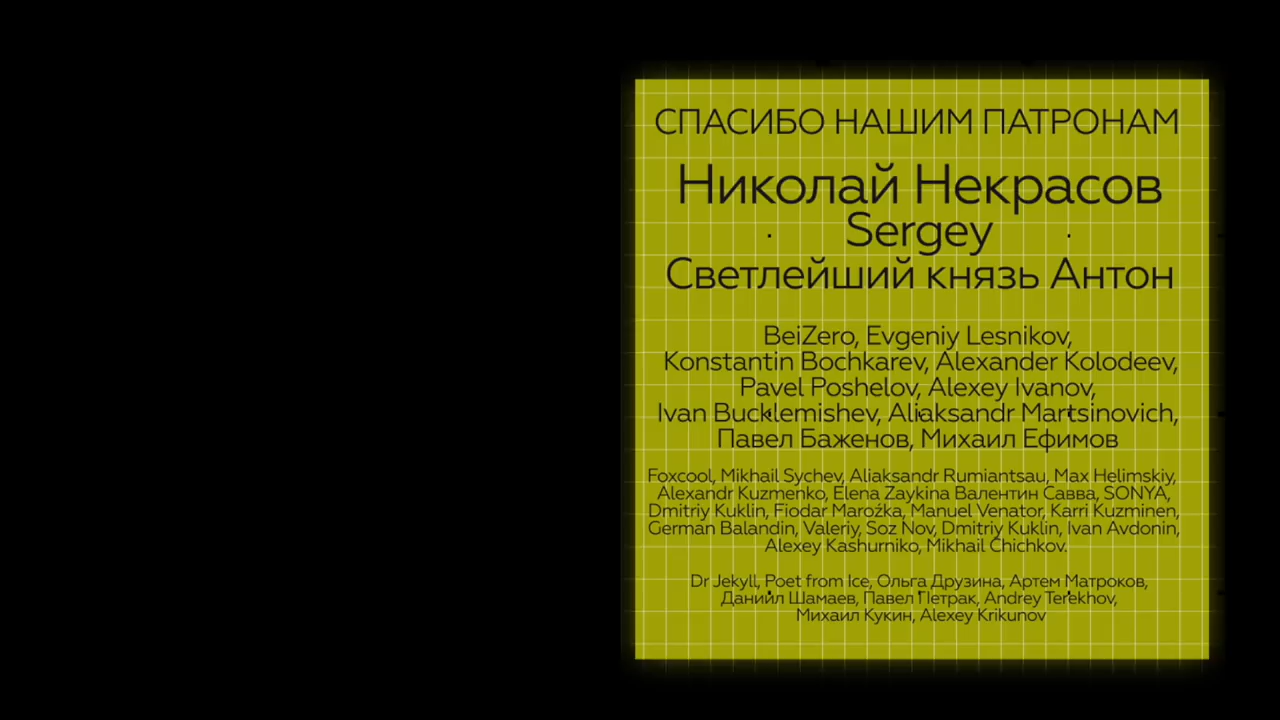 СПАСИБО НАШИМ ПАТРОНАМ
Николай Некрасов
Sergey
Светлейший князь Антон
BeiZero, Evgeniy Lesnikov,
Konstantin Bochkarev, Alexander Kolodeev,
Pavel Poshelov, Alexey Ivanov,
Ivan Bucklemishev, Aliaksandr Martsinovich,
Павел Баженов, Михаил Ефимов
Foxcool, Mikhail Sychev, Aliaksandr Rumiantsau, Max Helimskiy,
Alexandr Kuzmenko, Elena Zaykina Валентин Савва, SONYA,
Dmitriy Kuklin, Fiodar Maroźka, Manuel Venator, Karri Kuzminen,
German Balandin, Valeriy, Soz Nov, Dmitriy Kuklin, Ivan Avdonin,
Alexey Kashurniko, Mikhail Chichkov.
Dr Jekyll, Poet from Ice, Ольга Друзина, Артем Матроков,
Даниил Шамаев, Павел Петрак, Andrey Terekhov,
Михаил Кукин, Alexey Krikunov